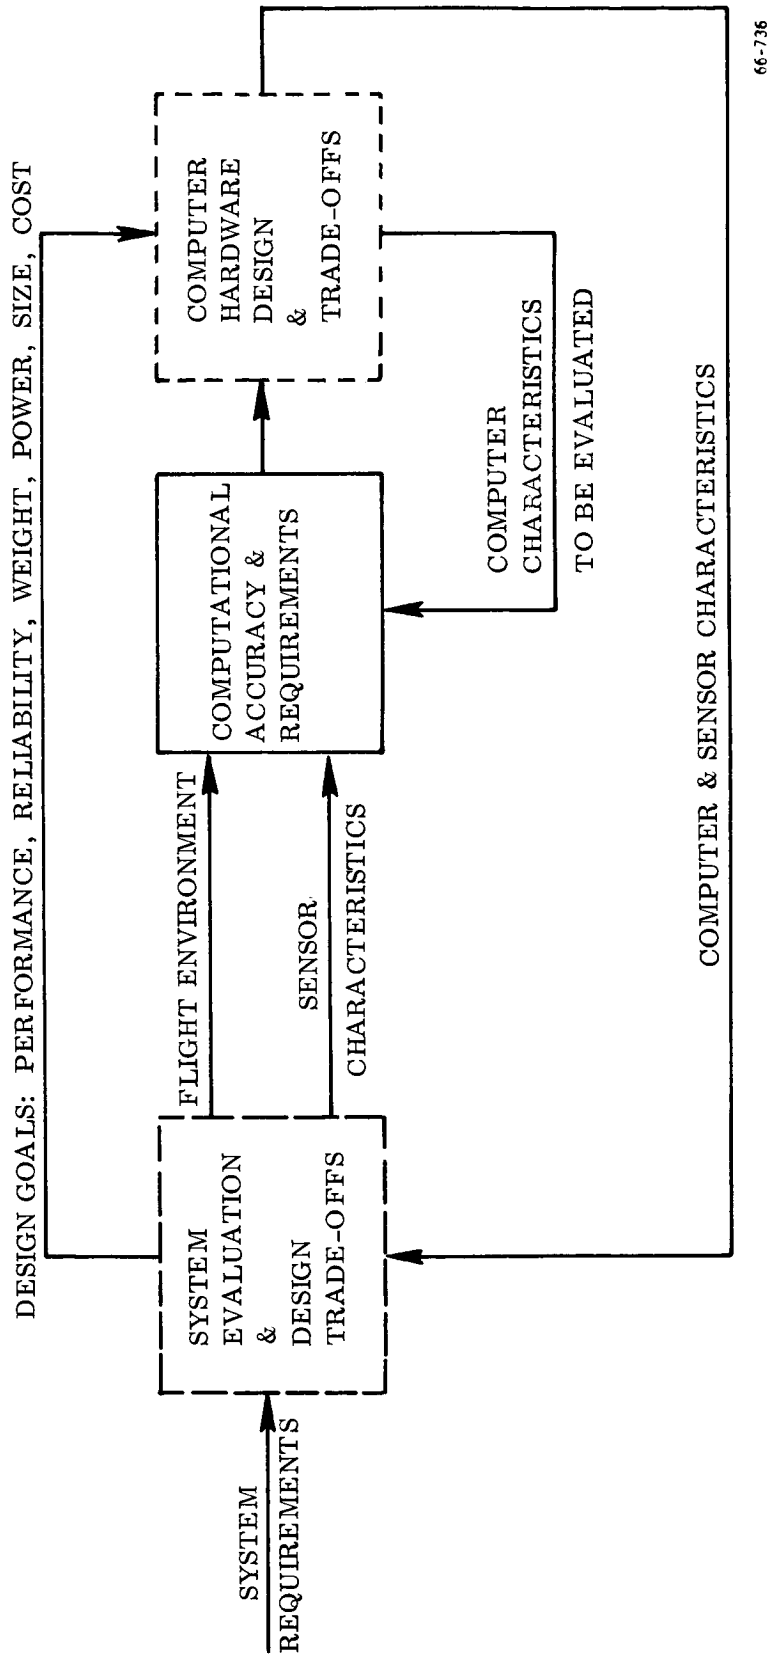 DESIGN GOALS: PERFORMANCE, RELIABILITY, WEIGHT, POWER, SIZE, COST
SYSTEM
REQUIREMENTS
SYSTEM
EVALUATION
&
DESIGN
TRADE-OFFS
FLIGHT ENVIRONMENT
SENSOR
CHARACTERISTICS
COMPUTATIONAL
ACCURACY &
REQUIREMENTS
COMPUTER
HARDWARE
DESIGN
&
TRADE-OFFS
COMPUTER
CHARACTERISTICS
TO BE EVALUATED
COMPUTER & SENSOR CHARACTERISTICS
66-736